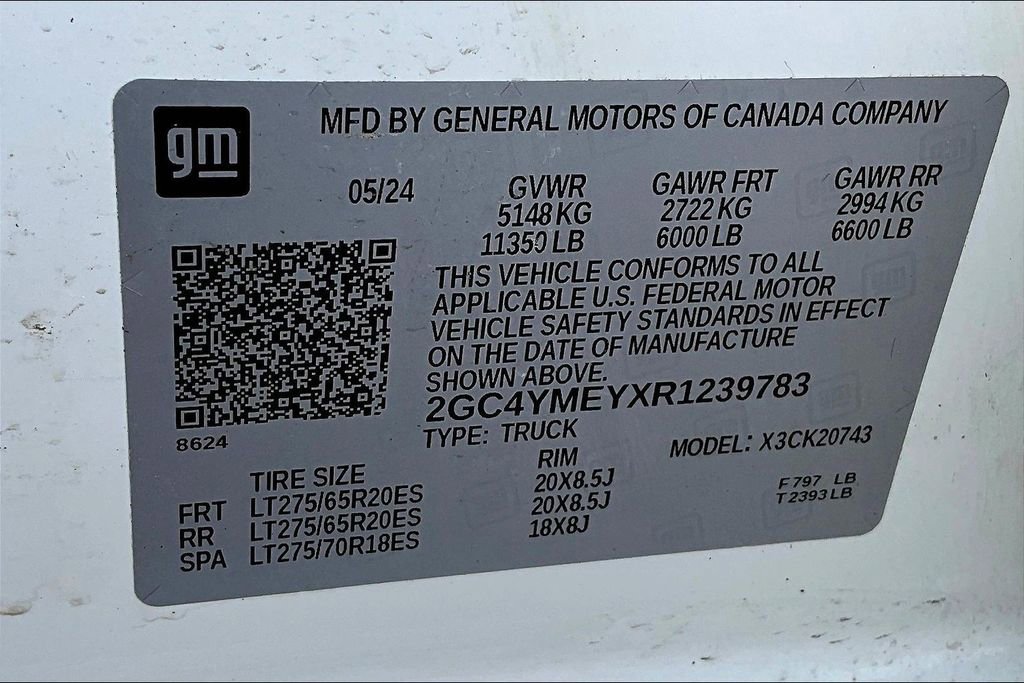 gm
MFD BY GENERAL MOTORS OF CANADA COMPANY
05/24 GVWR GAWR FRT GAWR RR
5148 KG 2722 KG 2994 KG
11350 LB 6000 LB 6600 LB
THIS VEHICLE CONFORMS TO ALL
APPLICABLE U.S. FEDERAL MOTOR
VEHICLE SAFETY STANDARDS IN EFFECT
ON THE DATE OF MANUFACTURE
SHOWN ABOVE.
2GC4YMEYXR1239783
8624
TYPE: TRUCK MODEL: X3CK20743
TIRE SIZE RIM
FRT LT275/65R20ES 20X8.5J F 797 LB
RR LT275/65R20ES 20X8.5J T 2393 LB
SPA LT275/70R18ES 18X8J